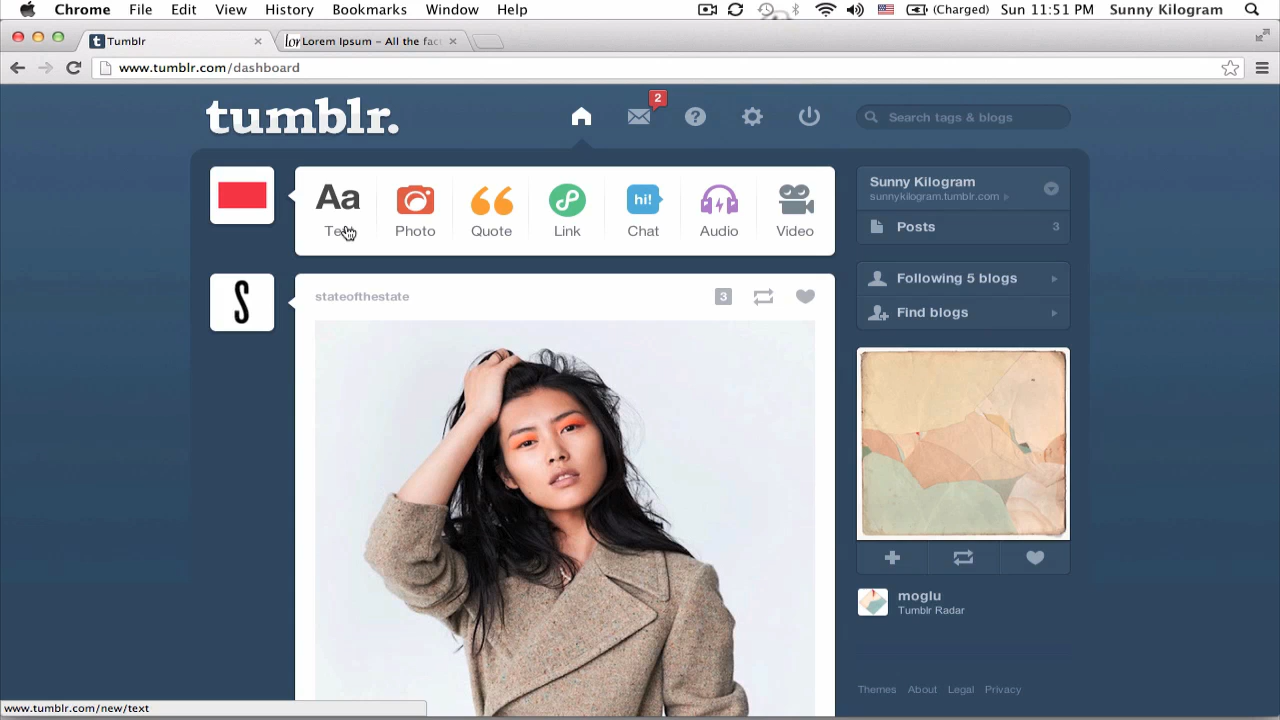 Chrome File Edit View History Bookmarks Window Help (Charged) Sun 11:51 PM Sunny Kilogram
t Tumblr lor Lorem Ipsum – All the fac
www.tumblr.com/dashboard
tumblr. 2 ? Search tags & blogs
Aa hi!
Photo Quote Link Chat Audio Video
Sunny Kilogram
sunnykilogram.tumblr.com
Posts 3
S
stateofthestate 3
Following 5 blogs
Find blogs
moglu
Tumblr Radar
Themes About Legal Privacy
www.tumblr.com/new/text